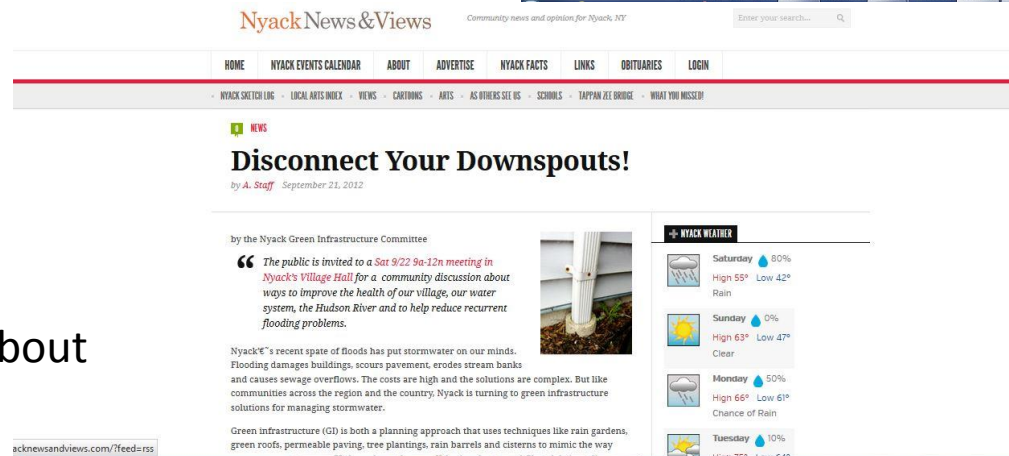 Nyack News & Views
Community news and opinion for Nyack, NY
Enter your search...
HOME NYACK EVENTS CALENDAR ABOUT ADVERTISE NYACK FACTS LINKS OBITUARIES LOGIN
NYACK SKETCH LOG LOCAL ARTS INDEX VIEWS CARTOONS ARTS AS OTHERS SEE US SCHOOLS TAPPAN ZEE BRIDGE WHAT YOU MISSED!
0 NEWS
Disconnect Your Downspouts!
by A. Staff September 21, 2012
by the Nyack Green Infrastructure Committee
“ The public is invited to a Sat 9/22 9a-12n meeting in
Nyack's Village Hall for a community discussion about
ways to improve the health of our village, our water
system, the Hudson River and to help reduce recurrent
flooding problems.
Nyack'€˜s recent spate of floods has put stormwater on our minds.
Flooding damages buildings, scours pavement, erodes stream banks
and causes sewage overflows. The costs are high and the solutions are complex. But like
communities across the region and the country, Nyack is turning to green infrastructure
solutions for managing stormwater.
Green infrastructure (GI) is both a planning approach that uses techniques like rain gardens,
green roofs, permeable paving, tree plantings, rain barrels and cisterns to mimic the way
+ NYACK WEATHER
Saturday 80%
High 55° Low 42°
Rain
Sunday 0%
High 63° Low 47°
Clear
Monday 50%
High 66° Low 61°
Chance of Rain
Tuesday 10%
bout
acknewsandviews.com/?feed=rss